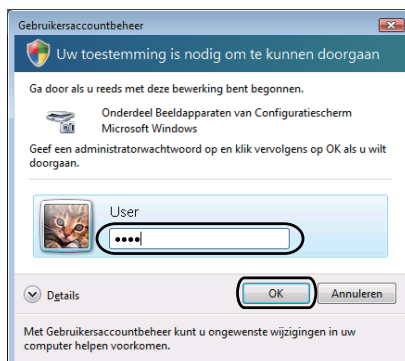 Gebruikersaccountbeheer
Uw toestemming is nodig om te kunnen doorgaan
Ga door als u reeds met deze bewerking bent begonnen.
Onderdeel Beeldapparaten van Configuratiescherm
Microsoft Windows
Geef een administratorwachtwoord op en klik vervolgens op OK als u wilt
doorgaan.
User
••••
Details
OK
Annuleren
Met Gebruikersaccountbeheer kunt u ongewenste wijzigingen in uw
computer helpen voorkomen.